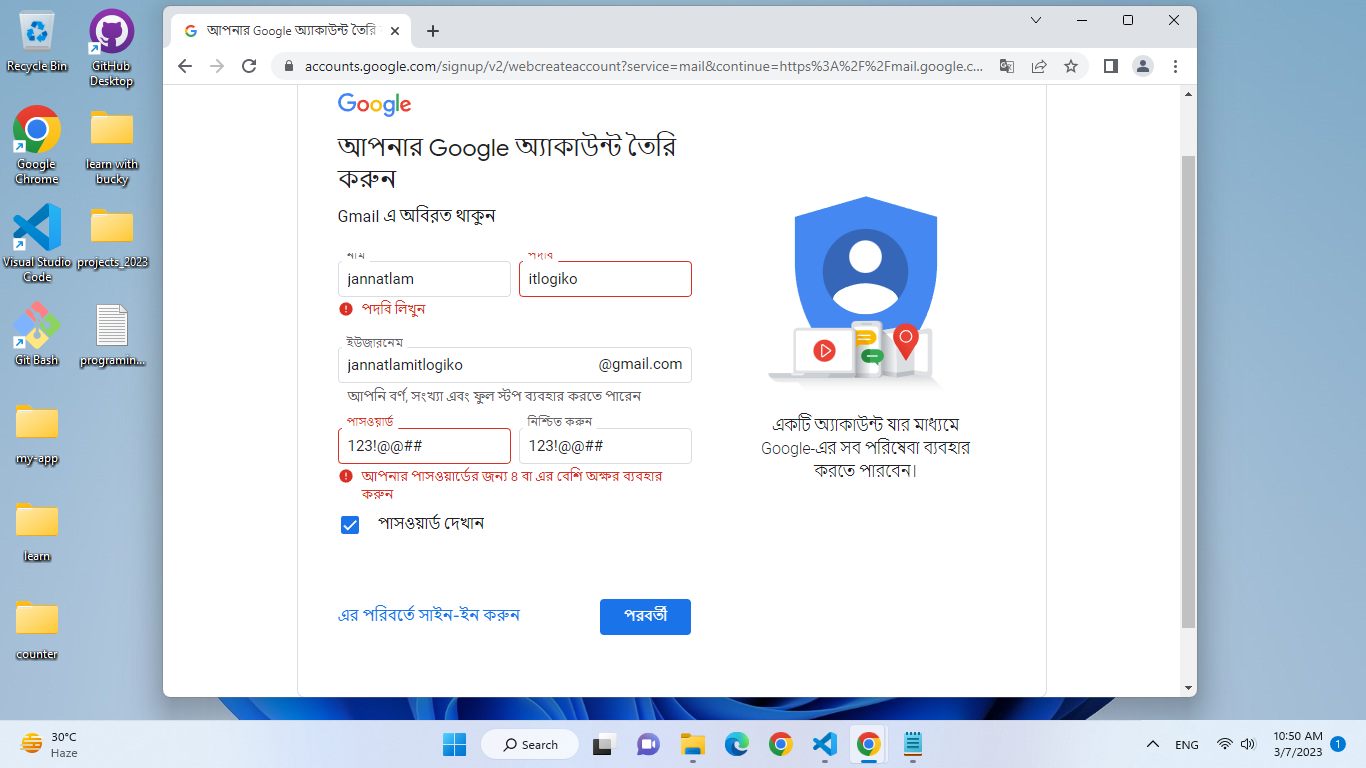 Recycle Bin
GitHub
Desktop
Google
Chrome
learn with
bucky
Visual Studio
Code
projects_2023
Git Bash
programin...
my-app
learn
counter
আপনার Google অ্যাকাউন্ট তৈরি
accounts.google.com/signup/v2/webcreateaccount?service=mail&continue=https%3A%2F%2Fmail.google.c...
Google
আপনার Google অ্যাকাউন্ট তৈরি
করুন
Gmail এ অবিরত থাকুন
নাম
পদবি
jannatlam
itlogiko
পদবি লিখুন
ইউজারনেম
jannatlamitlogiko
@gmail.com
আপনি বর্ণ, সংখ্যা এবং ফুল স্টপ ব্যবহার করতে পারেন
পাসওয়ার্ড
নিশ্চিত করুন
123!@@##
123!@@##
আপনার পাসওয়ার্ডের জন্য ৪ বা এর বেশি অক্ষর ব্যবহার
করুন
পাসওয়ার্ড দেখান
এর পরিবর্তে সাইন-ইন করুন
পরবর্তী
একটি অ্যাকাউন্ট যার মাধ্যমে
Google-এর সব পরিষেবা ব্যবহার
করতে পারবেন।
30°C
Haze
Search
ENG
10:50 AM
3/7/2023
1